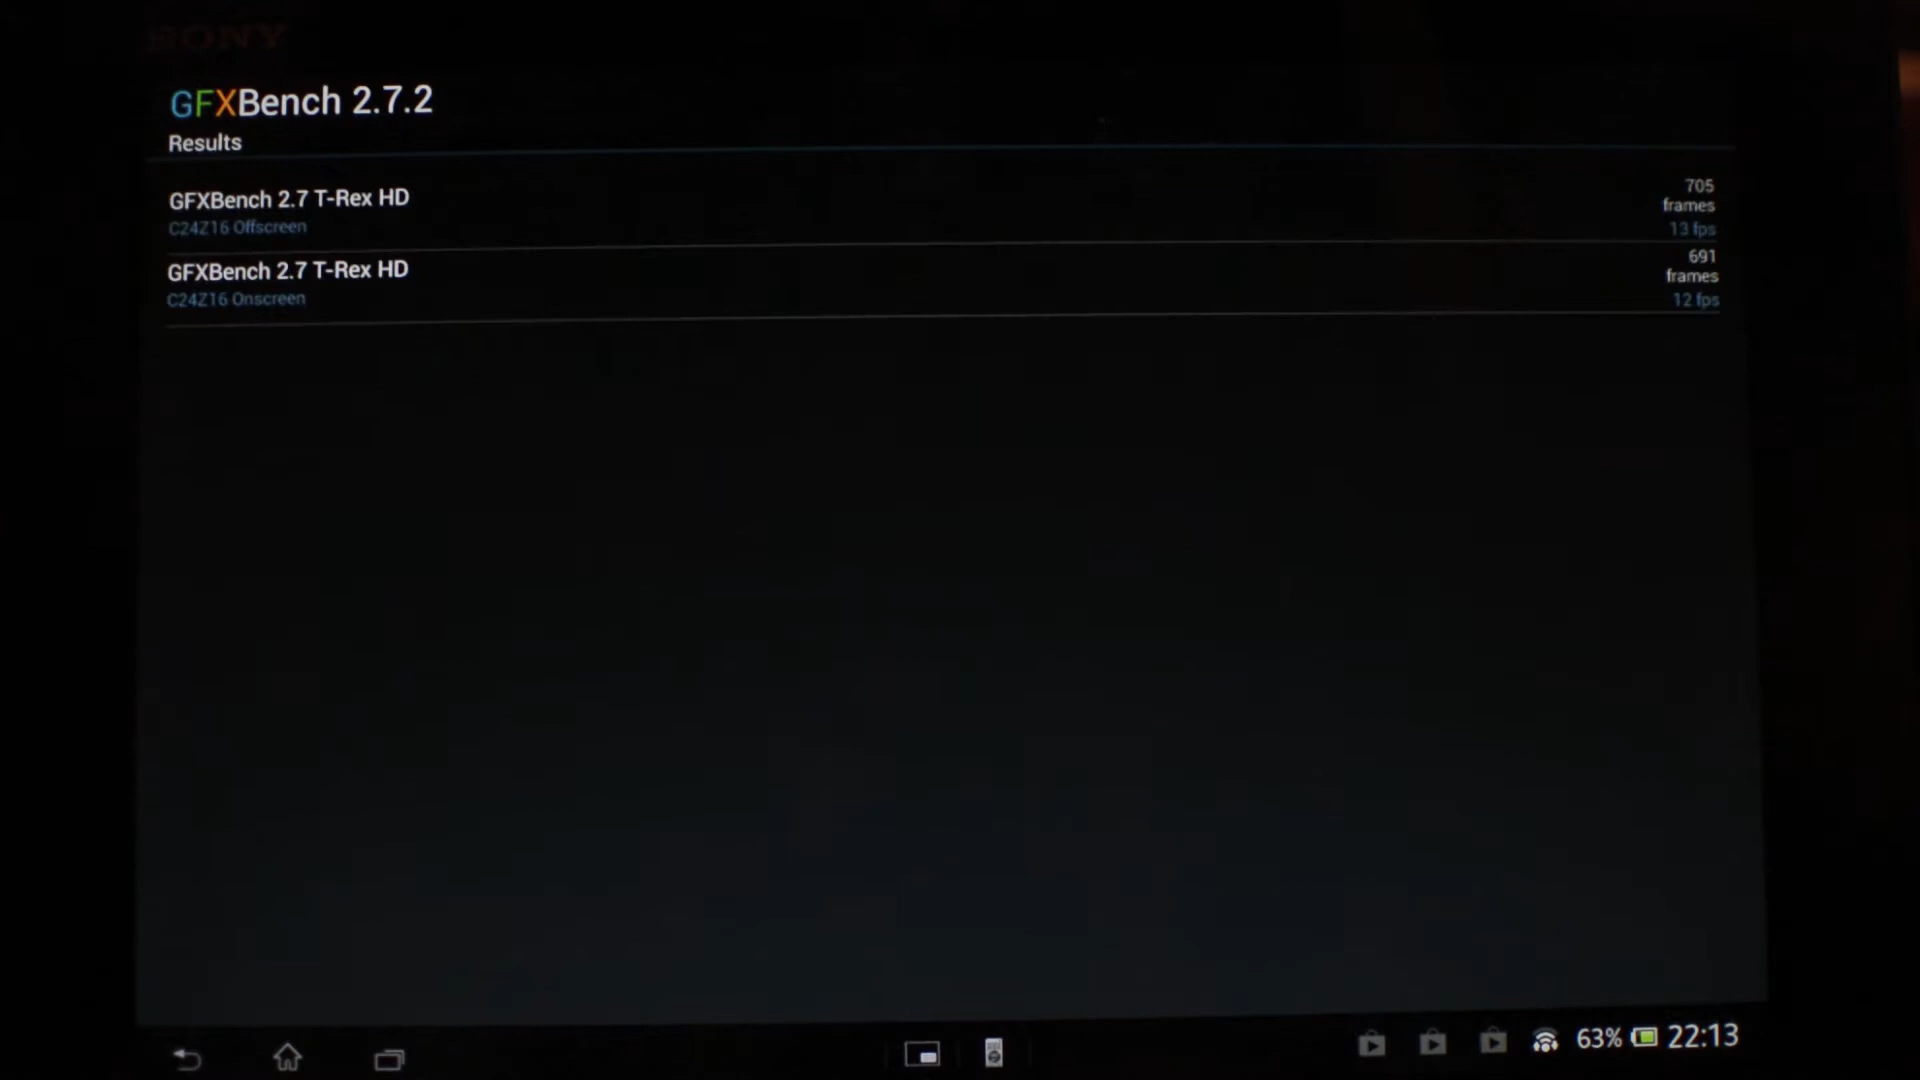 SONY
GFXBench 2.7.2
Results
GFXBench 2.7 T-Rex HD
C24Z16 Offscreen
705
frames
13 fps
GFXBench 2.7 T-Rex HD
C24Z16 Onscreen
691
frames
12 fps
63% 22:13